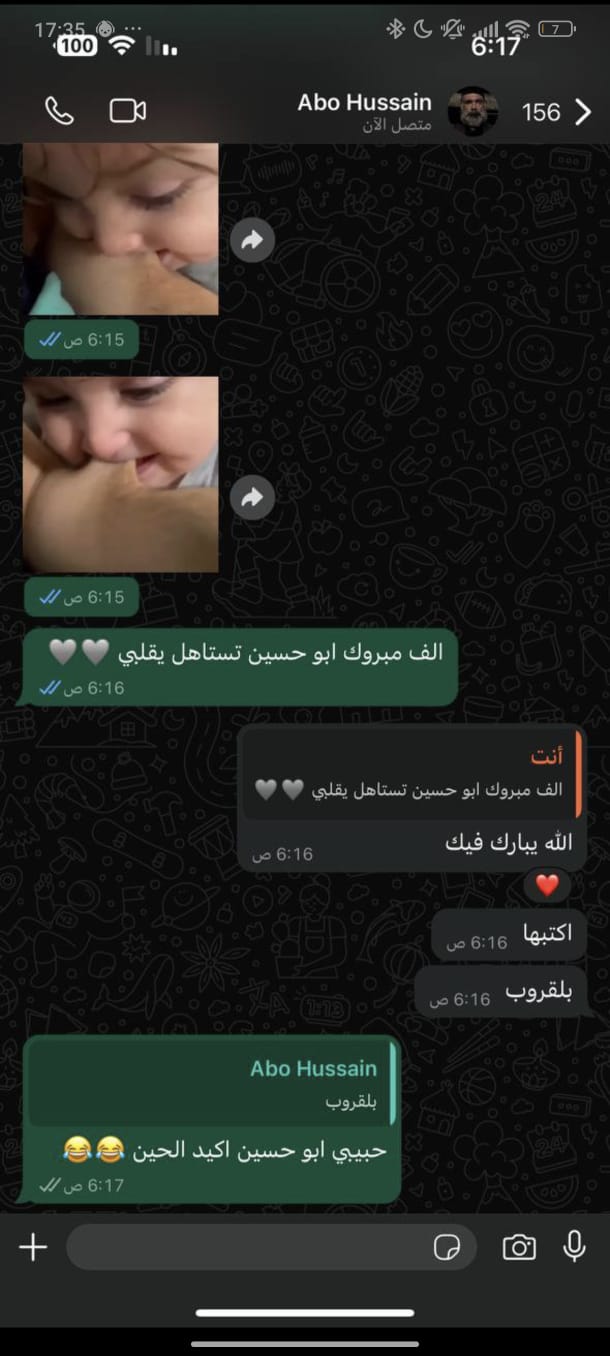 17:35 ...
7
100
6:17
Abo Hussain
متصل الآن
156
6:15 ص
6:15 ص
الف مبروك ابو حسين تستاهل يقلبي 🩶🩶
6:16 ص
أنت
الف مبروك ابو حسين تستاهل يقلبي 🩶🩶
الله يبارك فيك
6:16 ص
❤️
اكتبها 6:16 ص
بلقروب 6:16 ص
Abo Hussain
بلقروب
حبيبي ابو حسين اكيد الحين 😂😂
6:17 ص